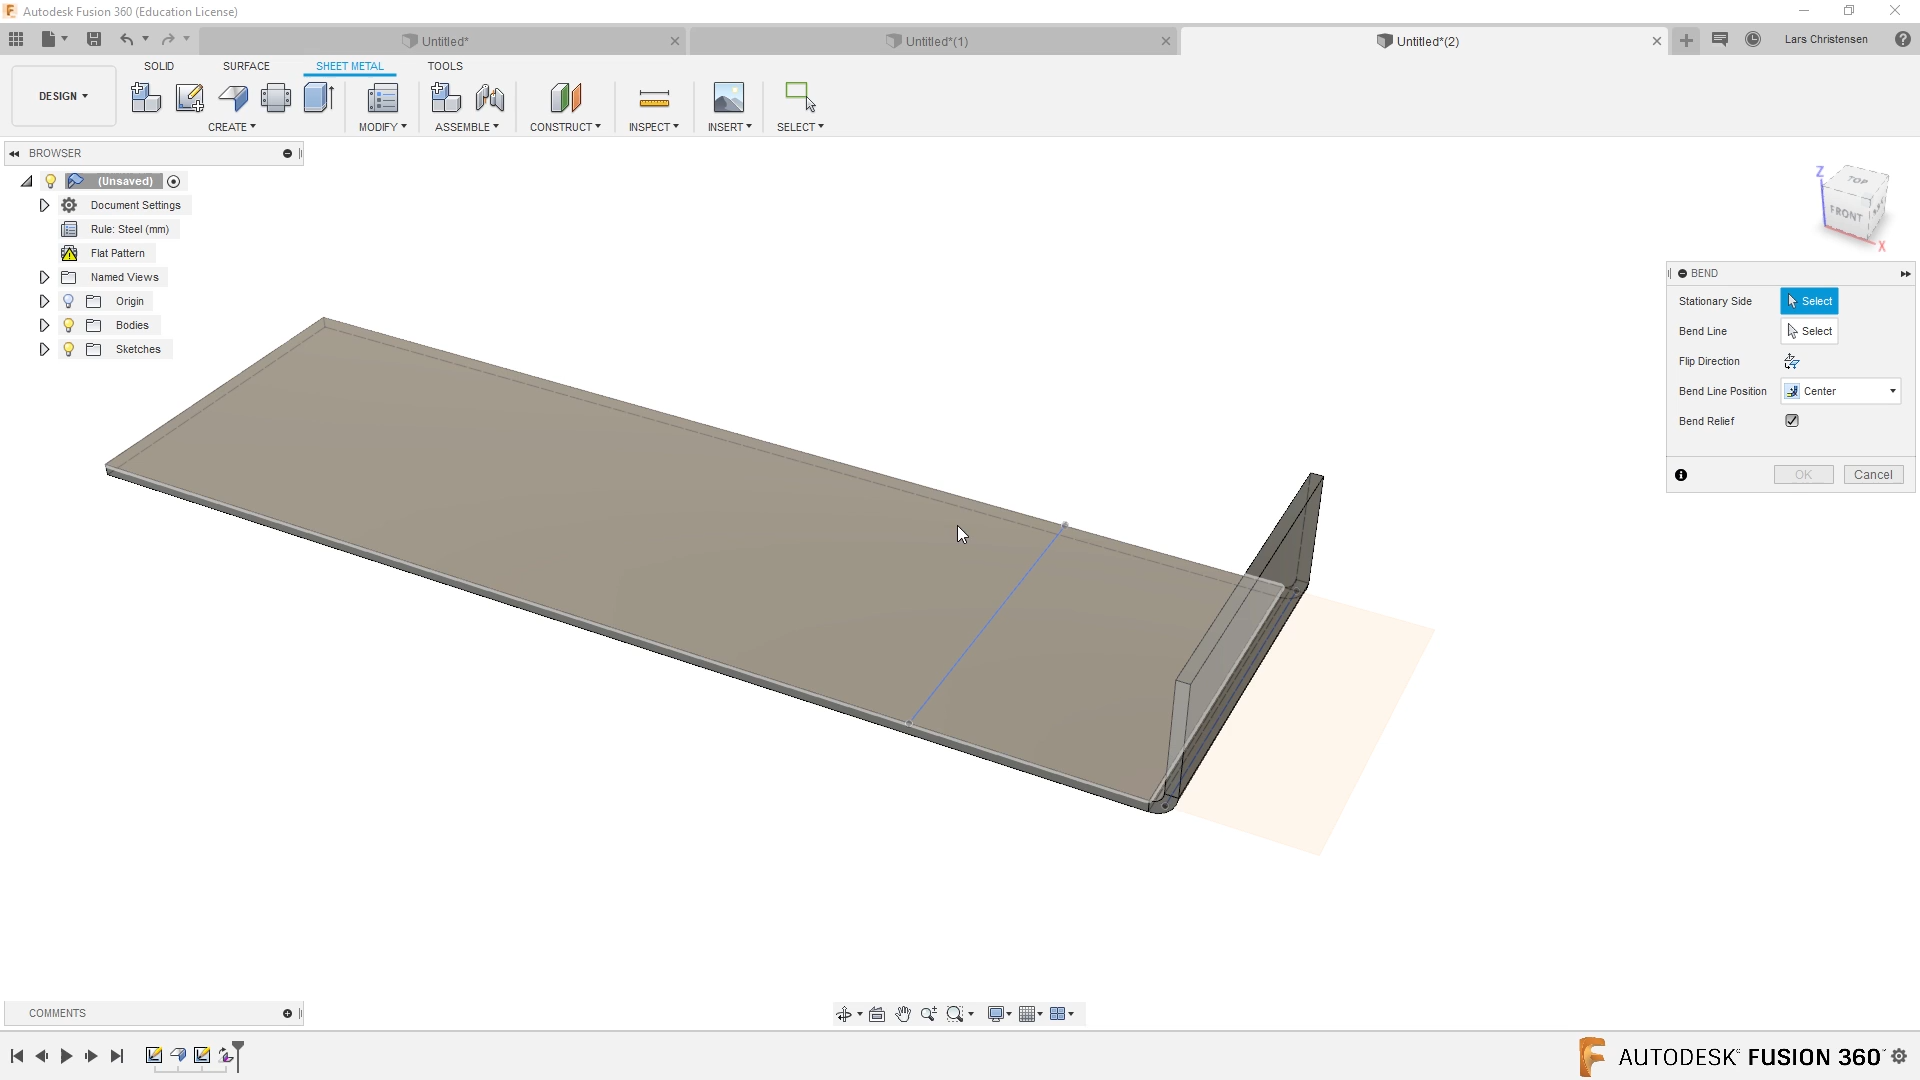 Autodesk Fusion 360 (Education License)
Untitled*
Untitled*(1)
Untitled*(2)
Lars Christensen
DESIGN
SOLID
SURFACE
SHEET METAL
TOOLS
CREATE
MODIFY
ASSEMBLE
CONSTRUCT
INSPECT
INSERT
SELECT
BROWSER
(Unsaved)
Document Settings
Rule: Steel (mm)
Flat Pattern
Named Views
Origin
Bodies
Sketches
Z
TOP
FRONT
X
BEND
Stationary Side
Select
Bend Line
Select
Flip Direction
Bend Line Position
Center
Bend Relief
OK
Cancel
COMMENTS
AUTODESK® FUSION 360™